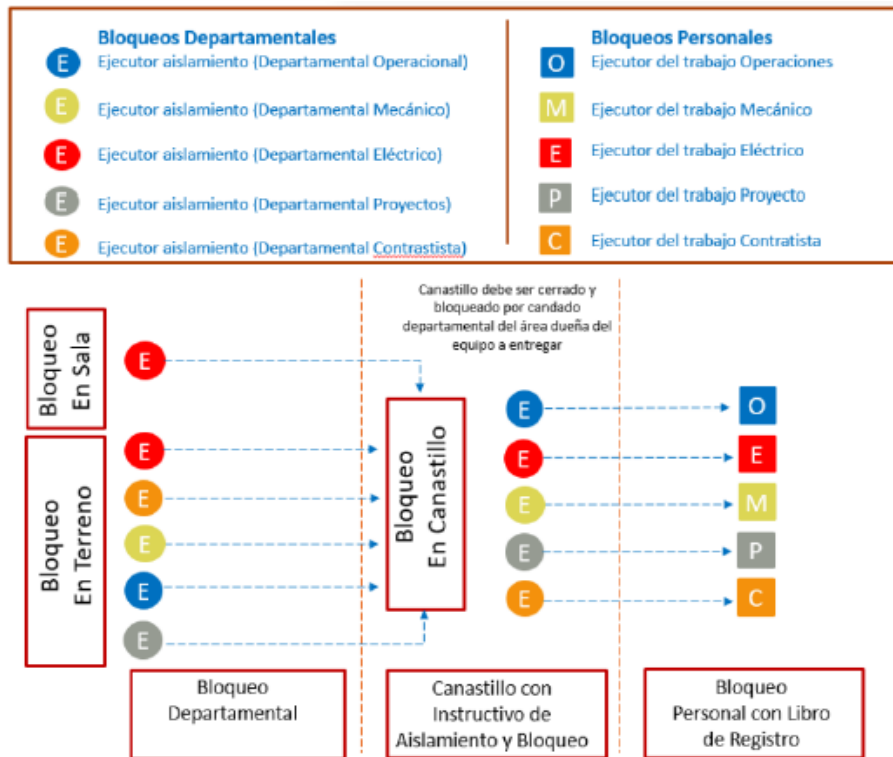 Bloqueos Departamentales
E Ejecutor aislamiento (Departamental Operacional)
E Ejecutor aislamiento (Departamental Mecánico)
E Ejecutor aislamiento (Departamental Eléctrico)
E Ejecutor aislamiento (Departamental Proyectos)
E Ejecutor aislamiento (Departamental Contrastista)
Bloqueos Personales
O Ejecutor del trabajo Operaciones
M Ejecutor del trabajo Mecánico
E Ejecutor del trabajo Eléctrico
P Ejecutor del trabajo Proyecto
C Ejecutor del trabajo Contratista
Canastillo debe ser cerrado y
bloqueado por candado
departamental del área dueña del
equipo a entregar
Bloqueo
En Sala
E
Bloqueo
En Terreno
E
E
E
E
E
Bloqueo
En Canastillo
E O
E E
E M
E P
E C
Bloqueo
Departamental
Canastillo con
Instructivo de
Aislamiento y Bloqueo
Bloqueo
Personal con Libro
de Registro